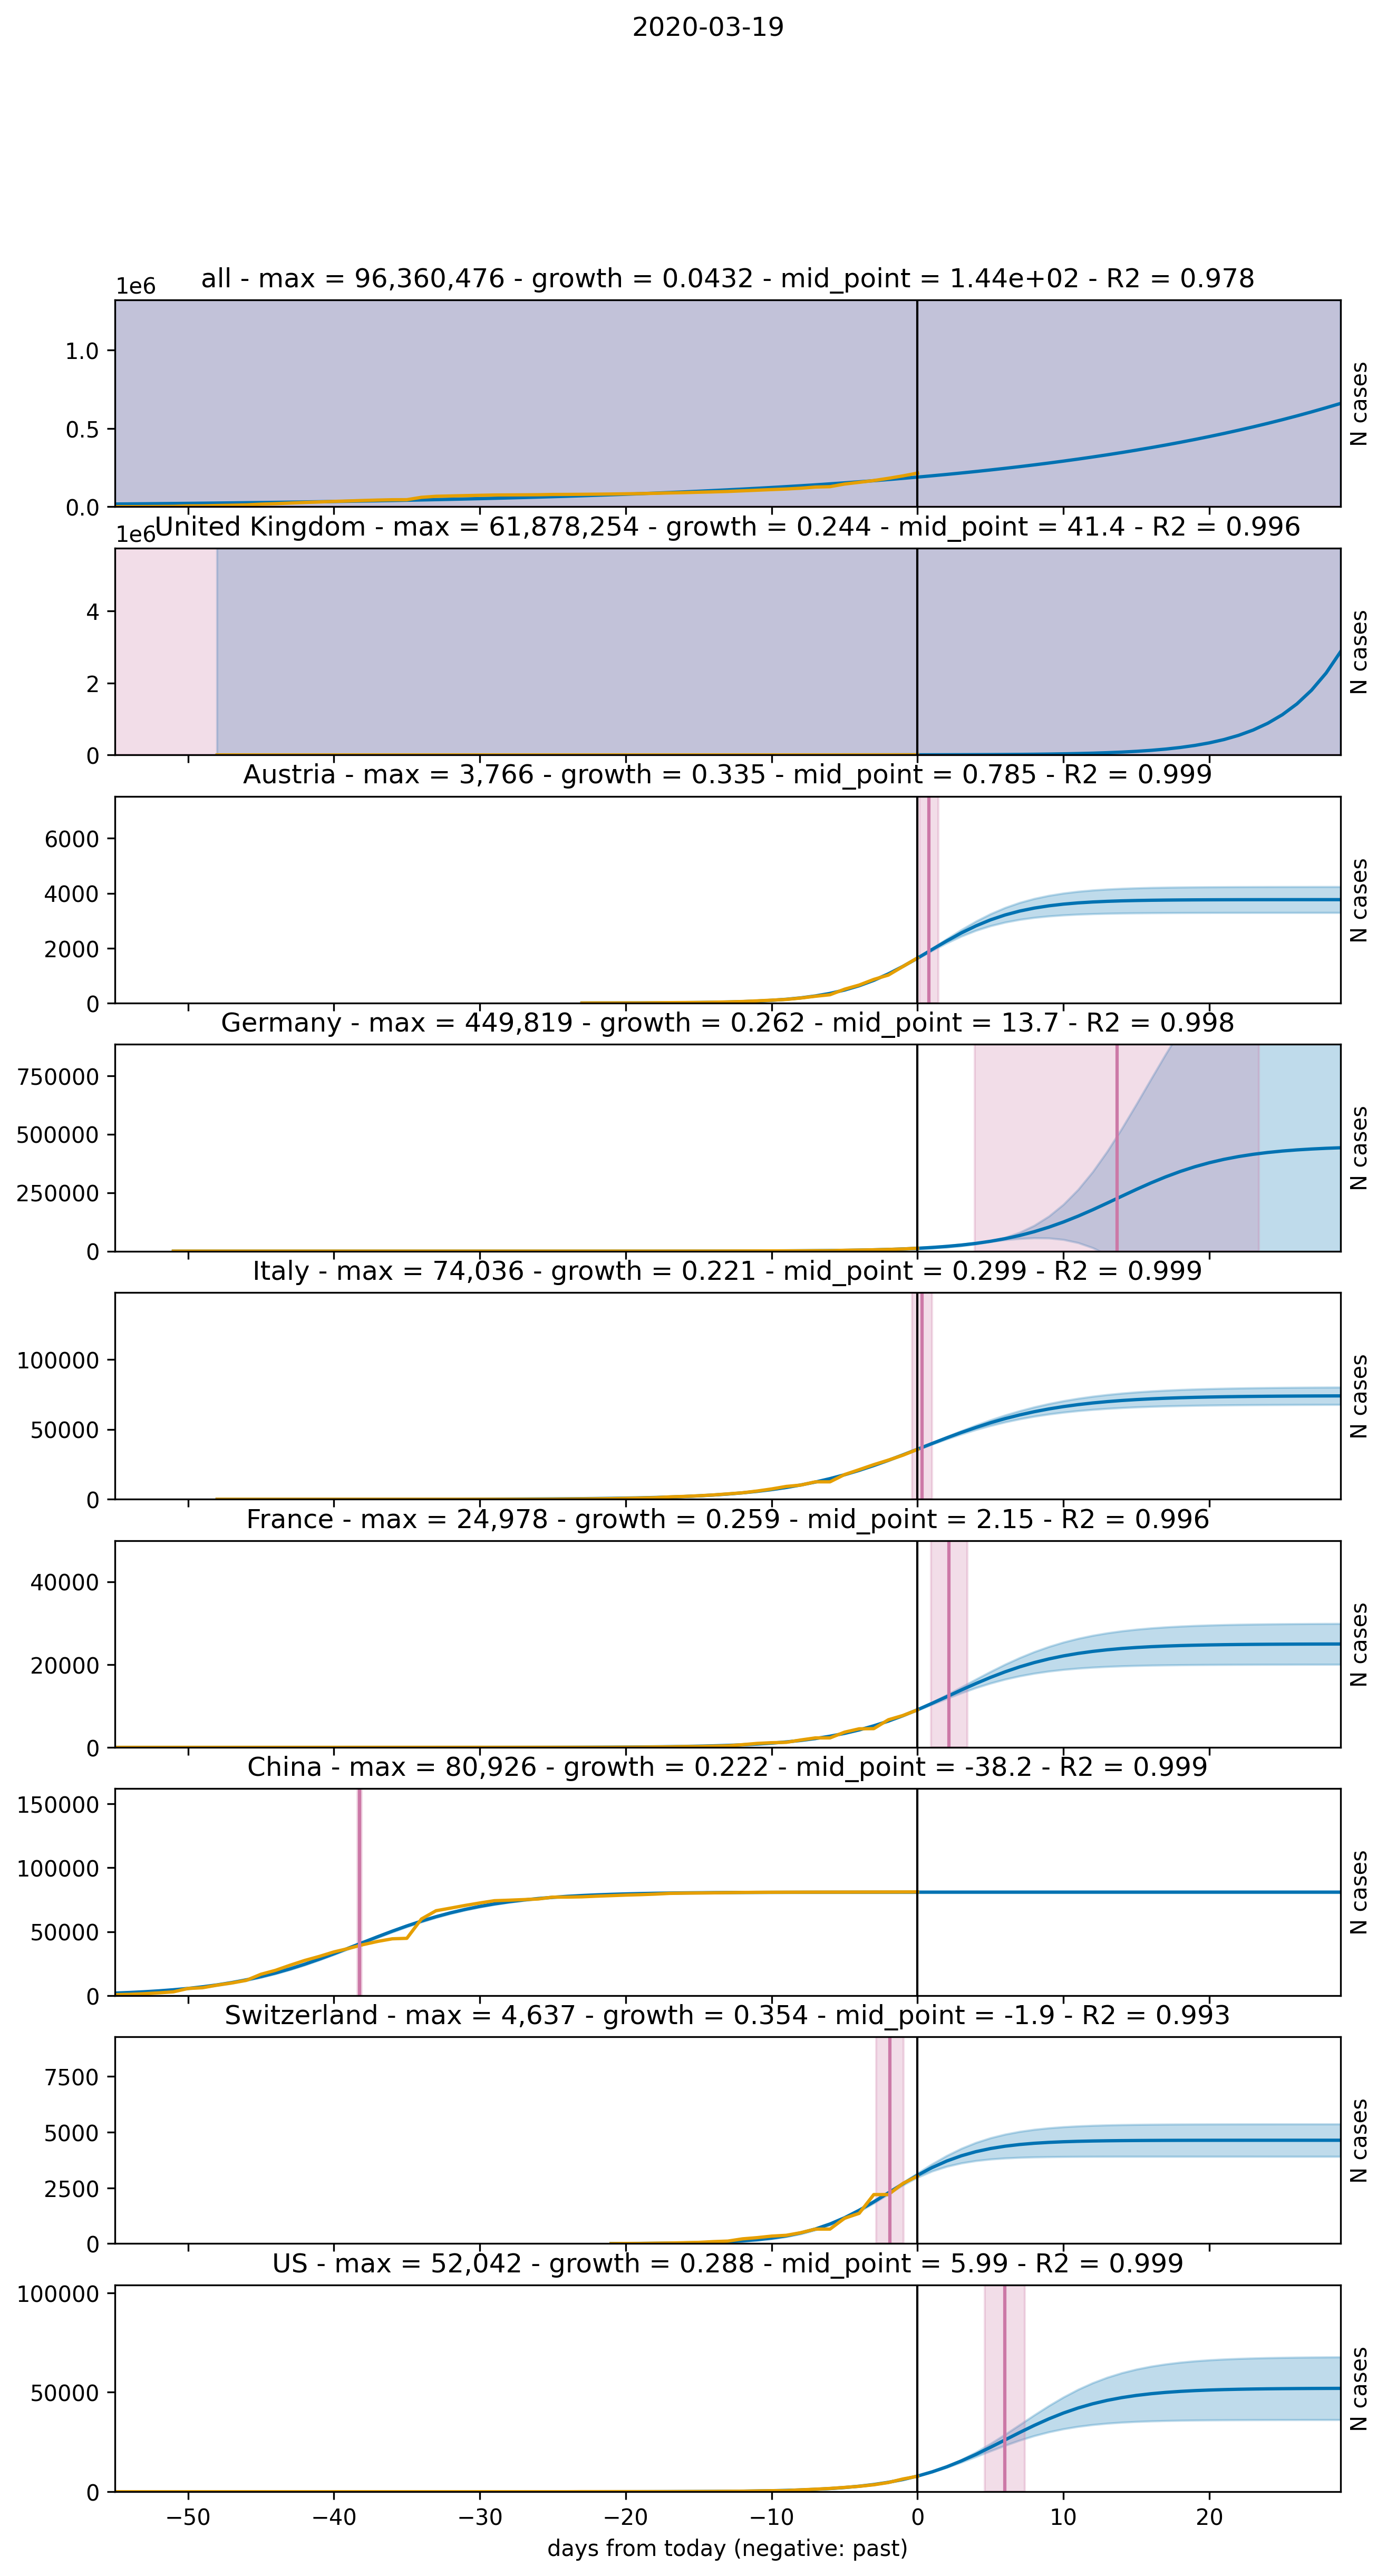 2020-03-19
1e6
all - max = 96,360,476 - growth = 0.0432 - mid_point = 1.44e+02 - R2 = 0.978
1.0
0.5
0.0
N cases
1e6
United Kingdom - max = 61,878,254 - growth = 0.244 - mid_point = 41.4 - R2 = 0.996
4
2
0
N cases
Austria - max = 3,766 - growth = 0.335 - mid_point = 0.785 - R2 = 0.999
6000
4000
2000
0
N cases
Germany - max = 449,819 - growth = 0.262 - mid_point = 13.7 - R2 = 0.998
750000
500000
250000
0
N cases
Italy - max = 74,036 - growth = 0.221 - mid_point = 0.299 - R2 = 0.999
100000
50000
0
N cases
France - max = 24,978 - growth = 0.259 - mid_point = 2.15 - R2 = 0.996
40000
20000
0
N cases
China - max = 80,926 - growth = 0.222 - mid_point = -38.2 - R2 = 0.999
150000
100000
50000
0
N cases
Switzerland - max = 4,637 - growth = 0.354 - mid_point = -1.9 - R2 = 0.993
7500
5000
2500
0
N cases
US - max = 52,042 - growth = 0.288 - mid_point = 5.99 - R2 = 0.999
100000
50000
0
N cases
−50 −40 −30 −20 −10 0 10 20
days from today (negative: past)